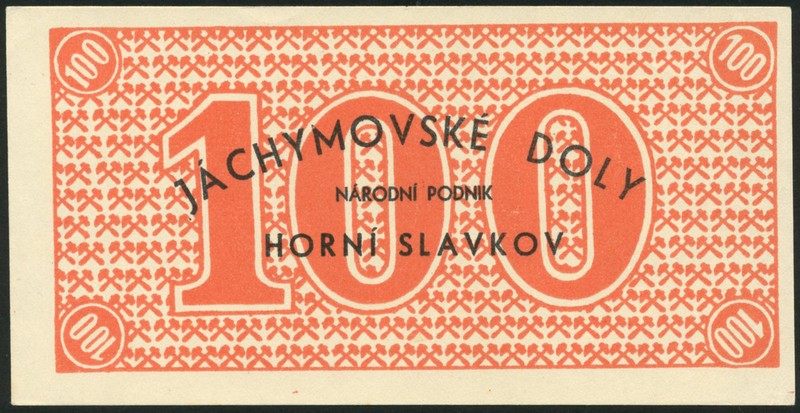 100 100
100
JÁCHYMOVSKÉ DOLY
NÁRODNÍ PODNIK
HORNÍ SLAVKOV
100 100